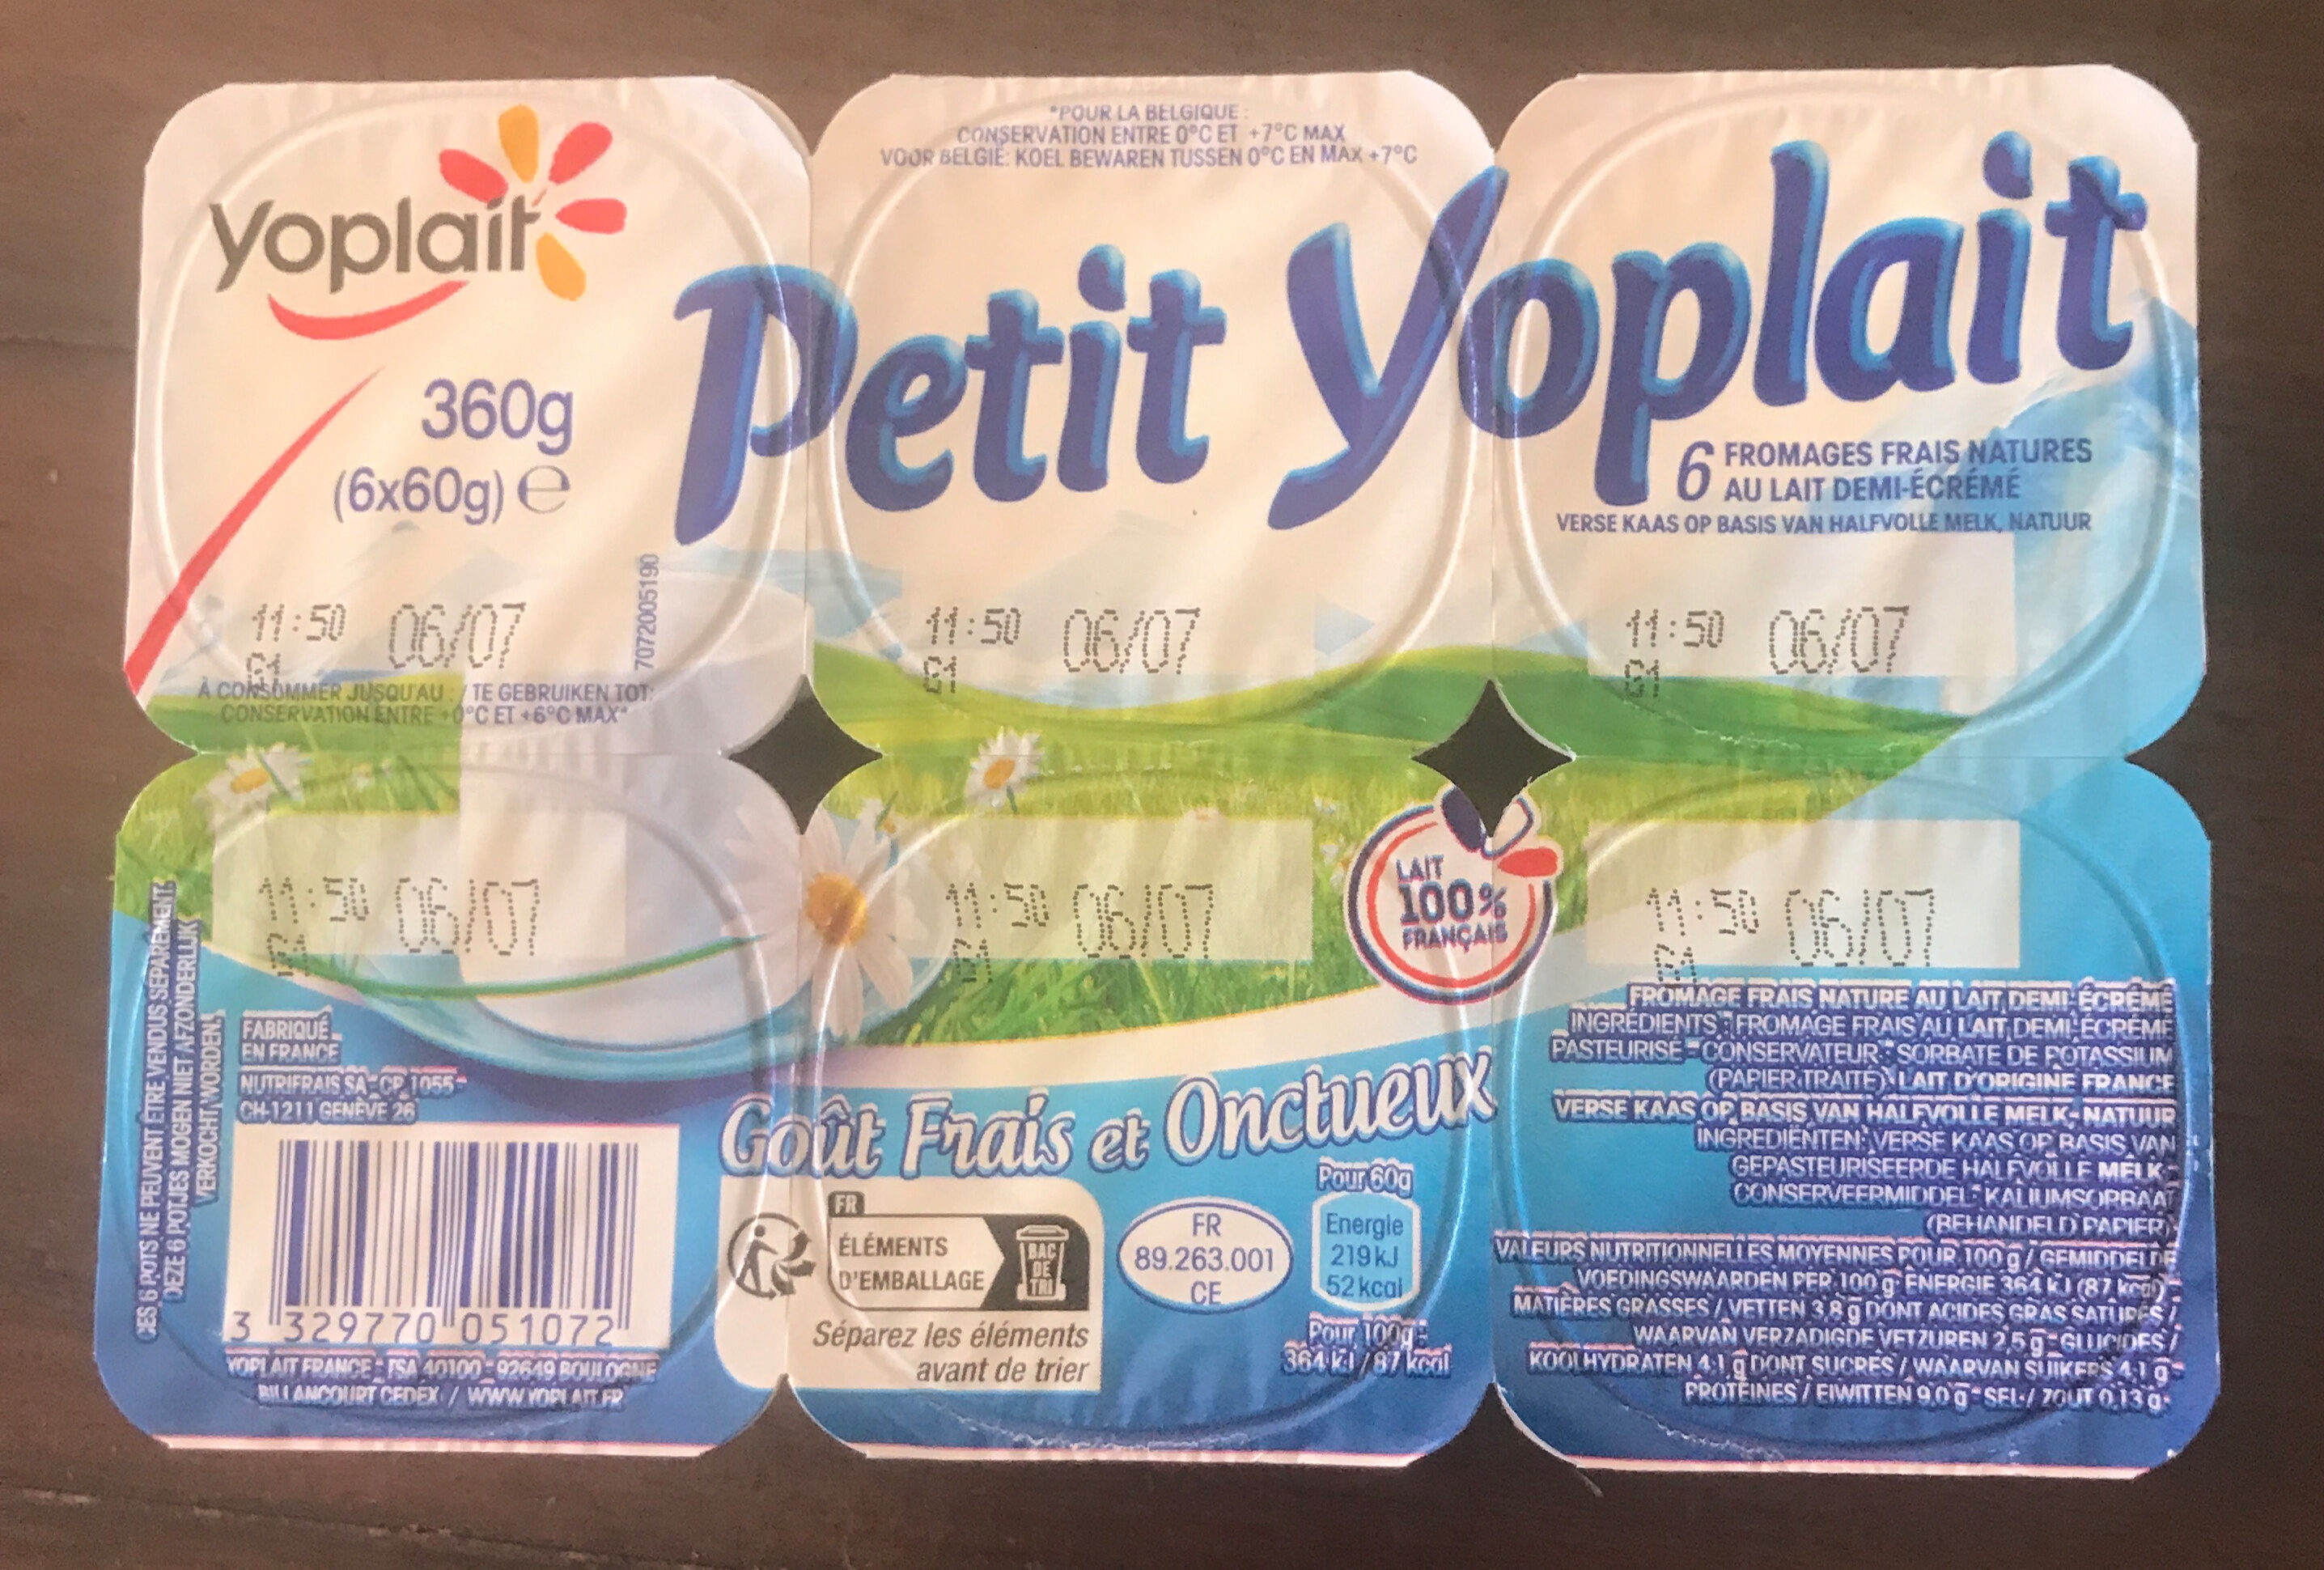 yoplait
360g
(6x60g) e
7072005190
11:50 06/07
À CONSOMMER JUSQU'AU : / TE GEBRUIKEN TOT:
CONSERVATION ENTRE +0°C ET +6°C MAX*
*POUR LA BELGIQUE :
CONSERVATION ENTRE 0°C ET +7°C MAX
VOOR BELGIË: KOEL BEWAREN TUSSEN 0°C EN MAX +7°C
Petit Yoplait
6 FROMAGES FRAIS NATURES
AU LAIT DEMI-ÉCRÉMÉ
VERSE KAAS OP BASIS VAN HALFVOLLE MELK, NATUUR
11:50 06/07
11:50 06/07
11:50 06/07
11:50 06/07
11:50 06/07
CES 6 POTS NE PEUVENT ÊTRE VENDUS SÉPARÉMENT.
DEZE 6 POTJES MOGEN NIET AFZONDERLIJK
VERKOCHT WORDEN.
FABRIQUÉ
EN FRANCE
NUTRIFRAIS SA - CP 1055 -
CH-1211 GENÈVE 26
3 329770 051072
YOPLAIT FRANCE - TSA 40100 - 92649 BOULOGNE
BILLANCOURT CEDEX / WWW.YOPLAIT.FR
LAIT
100%
FRANÇAIS
Goût Frais et Onctueux
FR
ÉLÉMENTS
D'EMBALLAGE
BAC
DE
TRI
Séparez les éléments
avant de trier
FR
89.263.001
CE
Pour 60g
Energie
219 kJ
52 kcal
Pour 100g :
364 kJ / 87 kcal
FROMAGE FRAIS NATURE AU LAIT DEMI-ÉCRÉMÉ
INGRÉDIENTS : FROMAGE FRAIS AU LAIT DEMI-ÉCRÉMÉ
PASTEURISÉ - CONSERVATEUR : SORBATE DE POTASSIUM
(PAPIER TRAITÉ). LAIT D'ORIGINE FRANCE
VERSE KAAS OP BASIS VAN HALFVOLLE MELK- NATUUR
INGREDIËNTEN: VERSE KAAS OP BASIS VAN
GEPASTEURISEERDE HALFVOLLE MELK -
CONSERVEERMIDDEL: KALIUMSORBAAT
(BEHANDELD PAPIER).
VALEURS NUTRITIONNELLES MOYENNES POUR 100 g / GEMIDDELDE
VOEDINGSWAARDEN PER 100 g: ENERGIE 364 kJ (87 kcal) -
MATIÈRES GRASSES / VETTEN 3,8 g DONT ACIDES GRAS SATURÉS /
WAARVAN VERZADIGDE VETZUREN 2,5 g - GLUCIDES /
KOOLHYDRATEN 4,1 g DONT SUCRES / WAARVAN SUIKERS 4,1 g -
PROTÉINES / EIWITTEN 9,0 g - SEL / ZOUT 0,13 g.